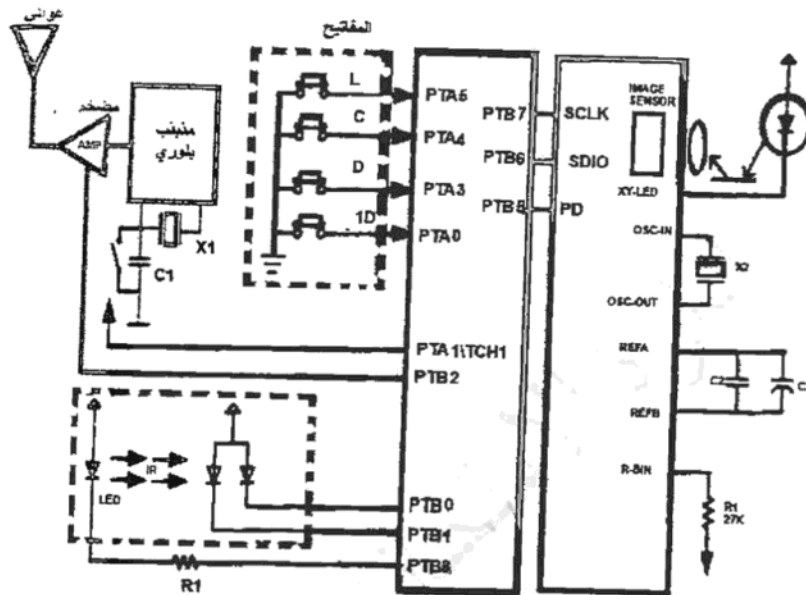 هوائي
المفاتيح
مضخم
AMP
مذبذب
بلوري
X1
C1
L
C
D
1D
PTA5
PTA4
PTA3
PTA0
PTA1\TCH1
PTB2
PTB0
PTB1
LED
IR
R1
PTB7
PTB6
PTB5
SCLK
SDIO
PD
IMAGE
SENSOR
XY-LED
OSC-IN
OSC-OUT
X2
REFA
REFB
C2
R-BIN
R1
27K